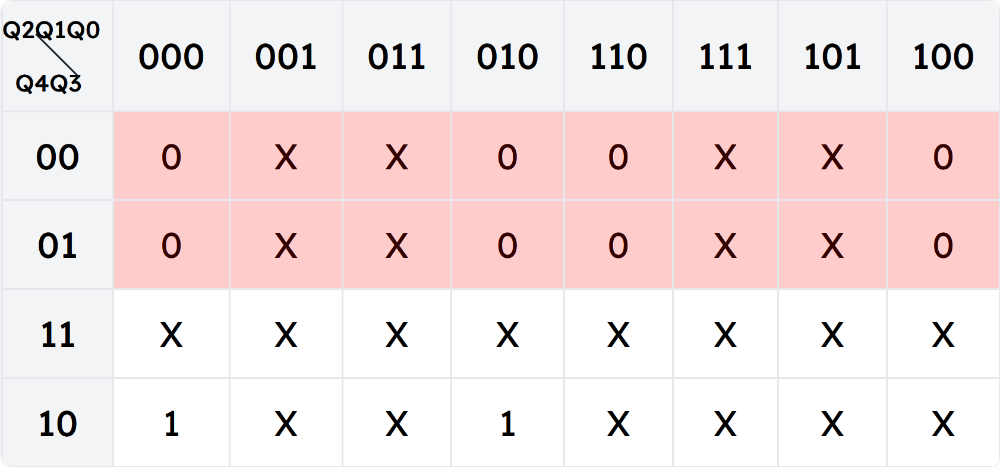 Q2Q1Q0
Q4Q3
000 001 011 010 110 111 101 100
00 0 X X 0 0 X X 0
01 0 X X 0 0 X X 0
11 X X X X X X X X
10 1 X X 1 X X X X